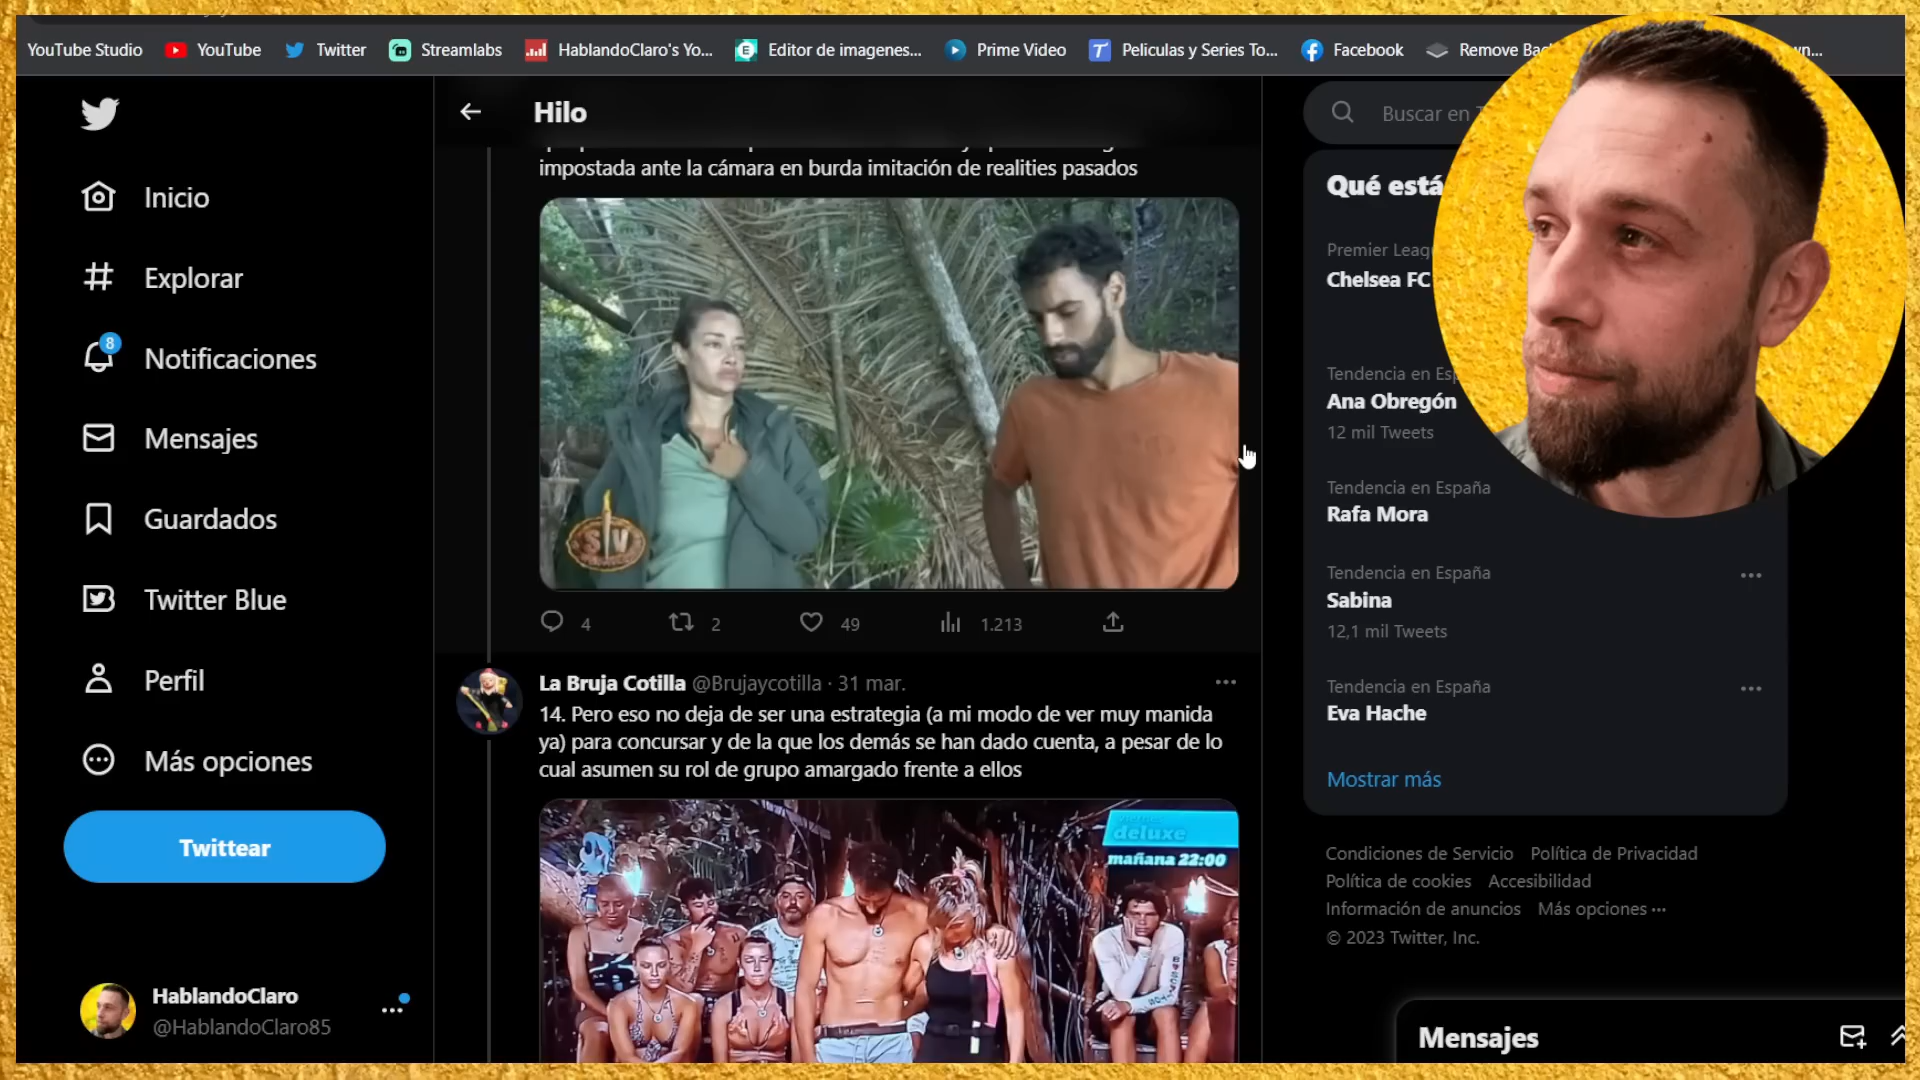 YouTube Studio
YouTube
Twitter
Streamlabs
HablandoClaro's Yo...
Editor de imagenes...
Prime Video
Peliculas y Series To...
Facebook
Remove Bac
wn...
Inicio
Explorar
8
Notificaciones
Mensajes
Guardados
Twitter Blue
Perfil
Más opciones
Twittear
HablandoClaro
@HablandoClaro85
Hilo
impostada ante la cámara en burda imitación de realities pasados
SV
4
2
49
1.213
La Bruja Cotilla @Brujaycotilla · 31 mar.
14. Pero eso no deja de ser una estrategia (a mi modo de ver muy manida
ya) para concursar y de la que los demás se han dado cuenta, a pesar de lo
cual asumen su rol de grupo amargado frente a ellos
viernes
deluxe
mañana 22:00
Buscar en T
Qué está
Premier Leag
Chelsea FC
Tendencia en Esp
Ana Obregón
12 mil Tweets
Tendencia en España
Rafa Mora
Tendencia en España
Sabina
12,1 mil Tweets
Tendencia en España
Eva Hache
Mostrar más
Condiciones de Servicio Política de Privacidad
Política de cookies Accesibilidad
Información de anuncios Más opciones ···
© 2023 Twitter, Inc.
Mensajes